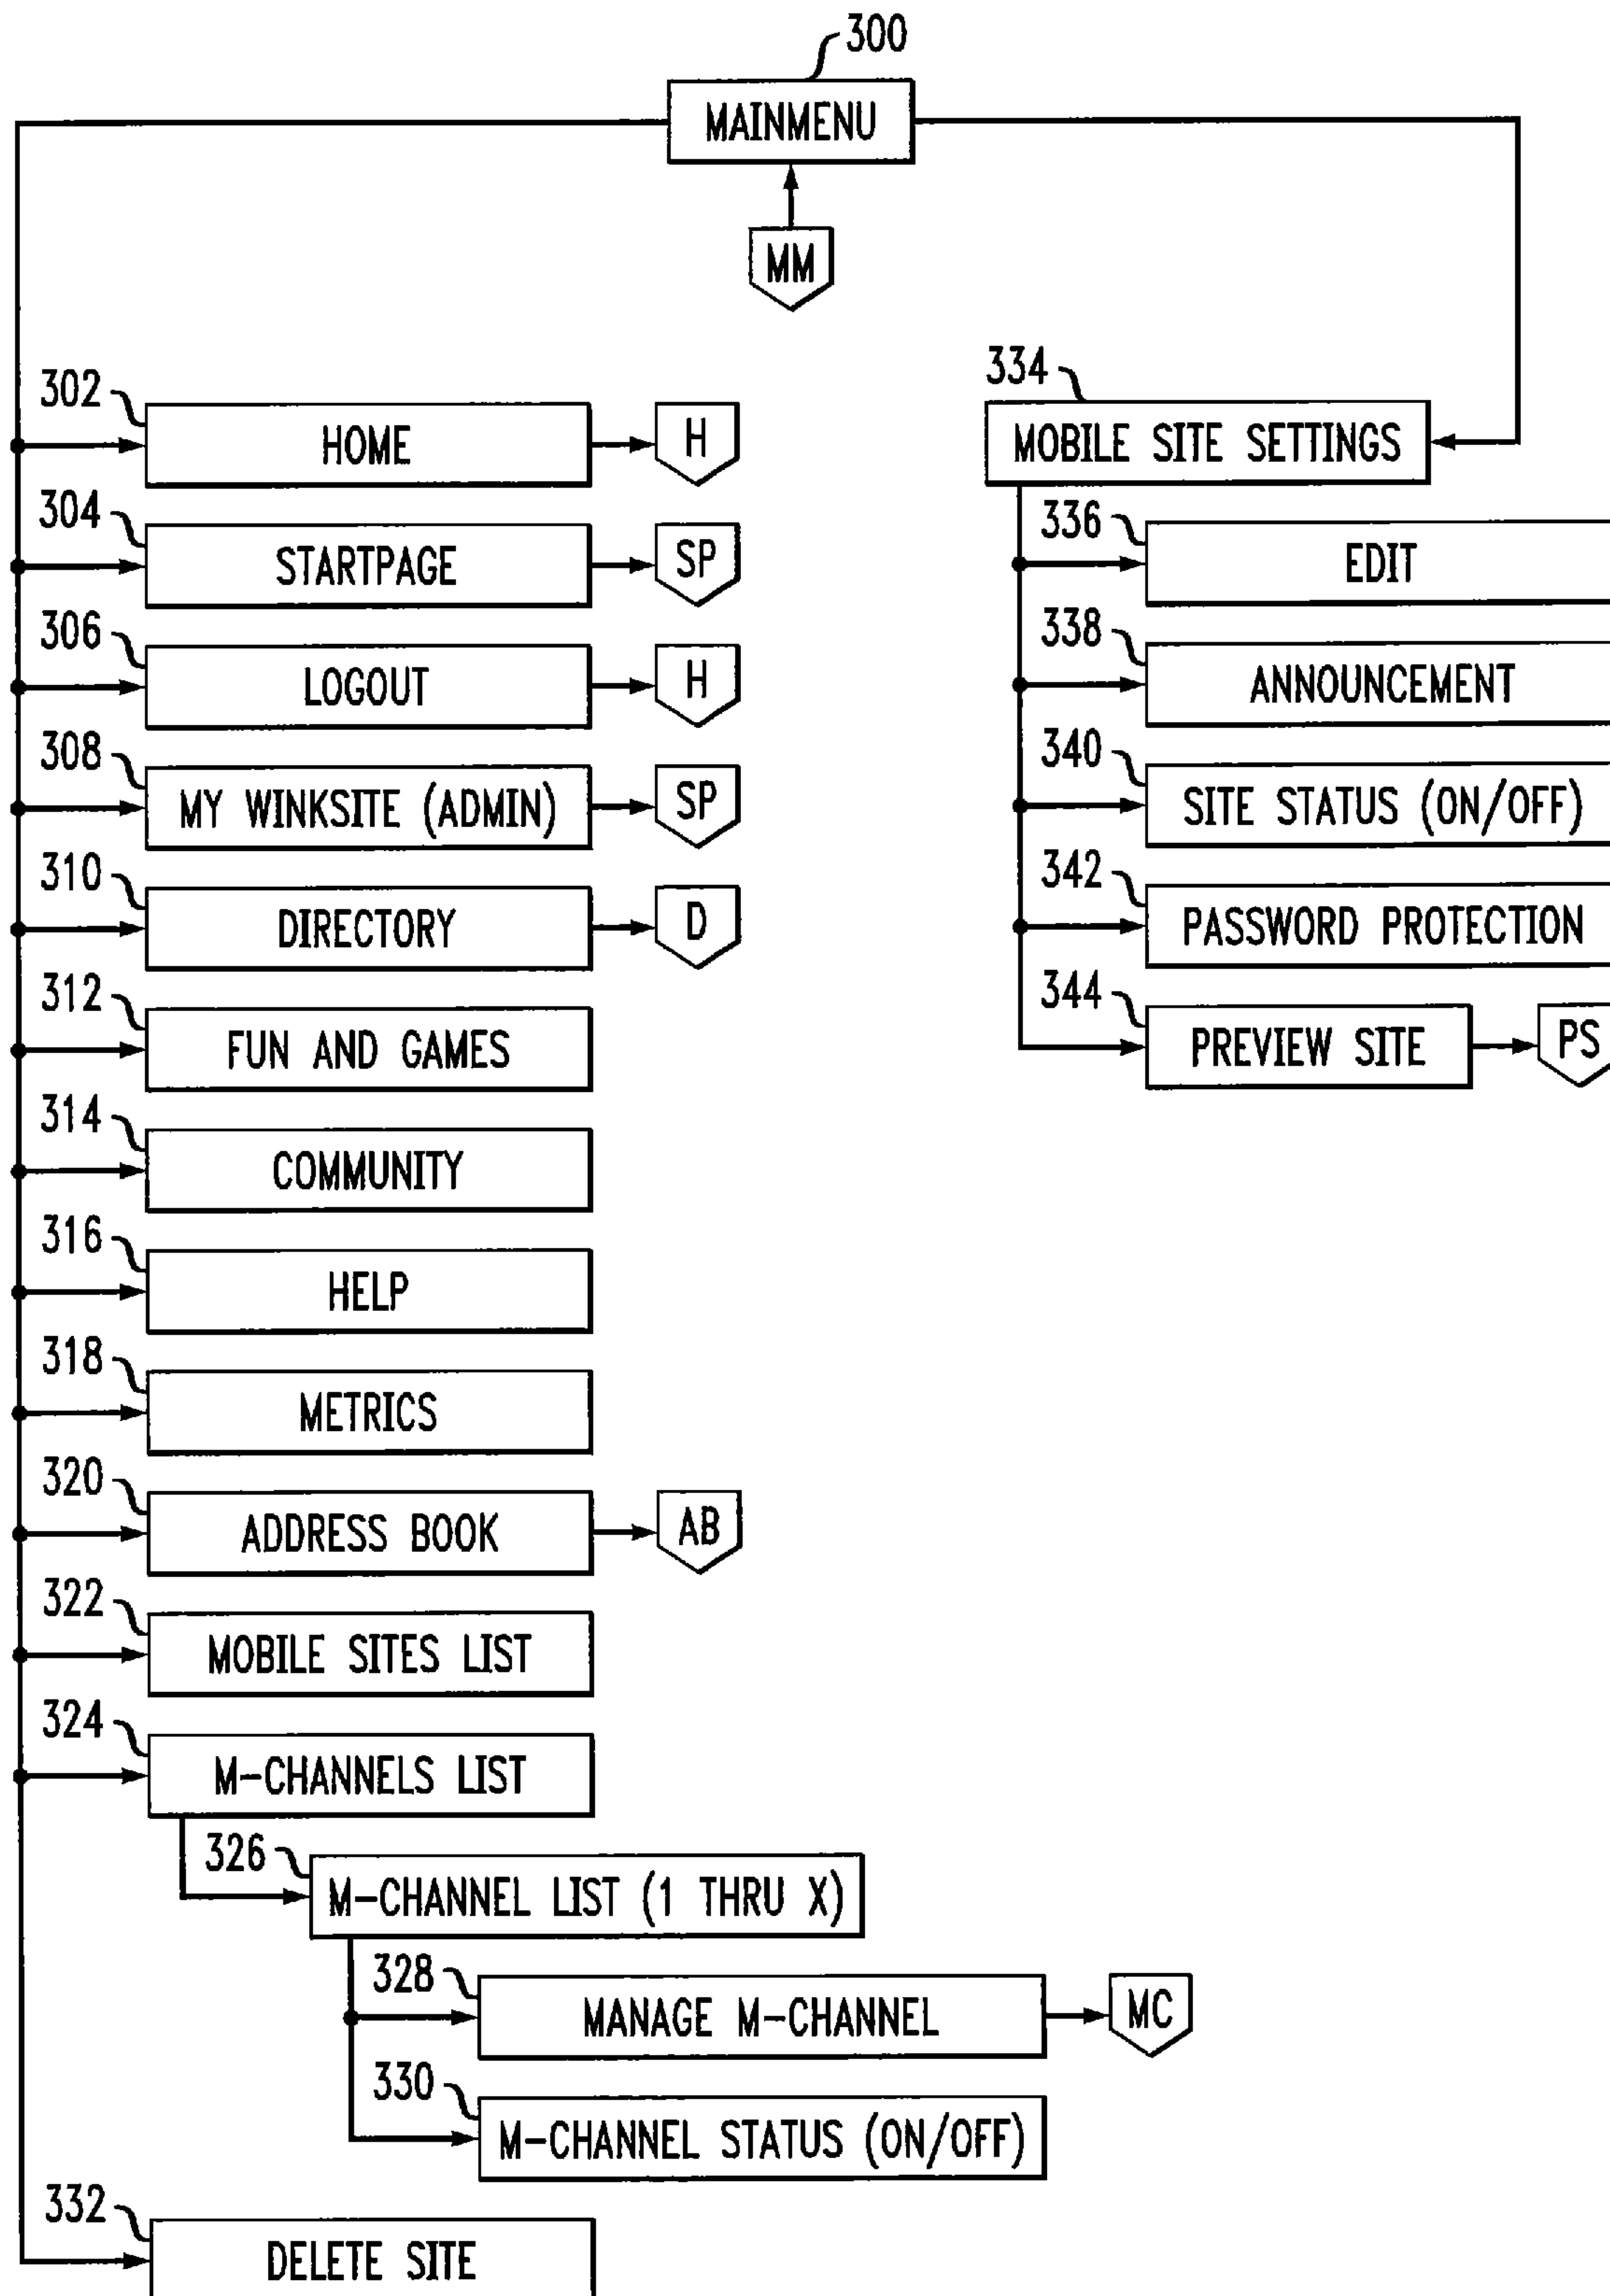 300
MAINMENU
MM
302
HOME
H
304
STARTPAGE
SP
306
LOGOUT
H
308
MY WINKSITE (ADMIN)
SP
310
DIRECTORY
D
312
FUN AND GAMES
314
COMMUNITY
316
HELP
318
METRICS
320
ADDRESS BOOK
AB
322
MOBILE SITES LIST
324
M-CHANNELS LIST
326
M-CHANNEL LIST (1 THRU X)
328
MANAGE M-CHANNEL
MC
330
M-CHANNEL STATUS (ON/OFF)
332
DELETE SITE
334
MOBILE SITE SETTINGS
336
EDIT
338
ANNOUNCEMENT
340
SITE STATUS (ON/OFF)
342
PASSWORD PROTECTION
344
PREVIEW SITE
PS